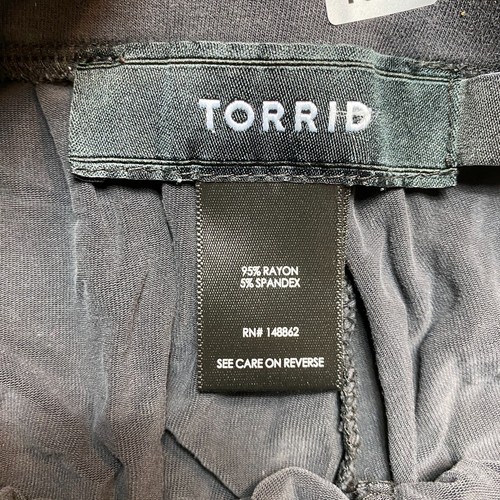 TORRID
95% RAYON
5% SPANDEX
RN# 148862
SEE CARE ON REVERSE